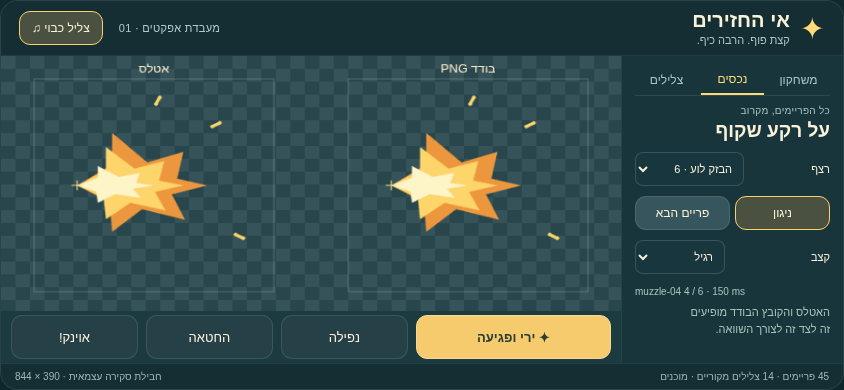 אי החזירים
קצת פוף. הרבה כיף.
מעבדת אפקטים · 01
צליל כבוי ♫
משחקון
נכסים
צלילים
כל הפריימים, מקרוב
על רקע שקוף
רצף
הבזק לוע · 6
ניגון
פריים הבא
קצב
רגיל
muzzle-04 4 / 6 · 150 ms
האטלס והקובץ הבודד מופיעים
זה לצד זה לצורך השוואה.
בודד PNG
אטלס
✦ ירי ופגיעה
נפילה
החטאה
אוינק!
45 פריימים · 14 צלילים מקוריים · מוכנים
חבילת סקירה עצמאית · 390 × 844